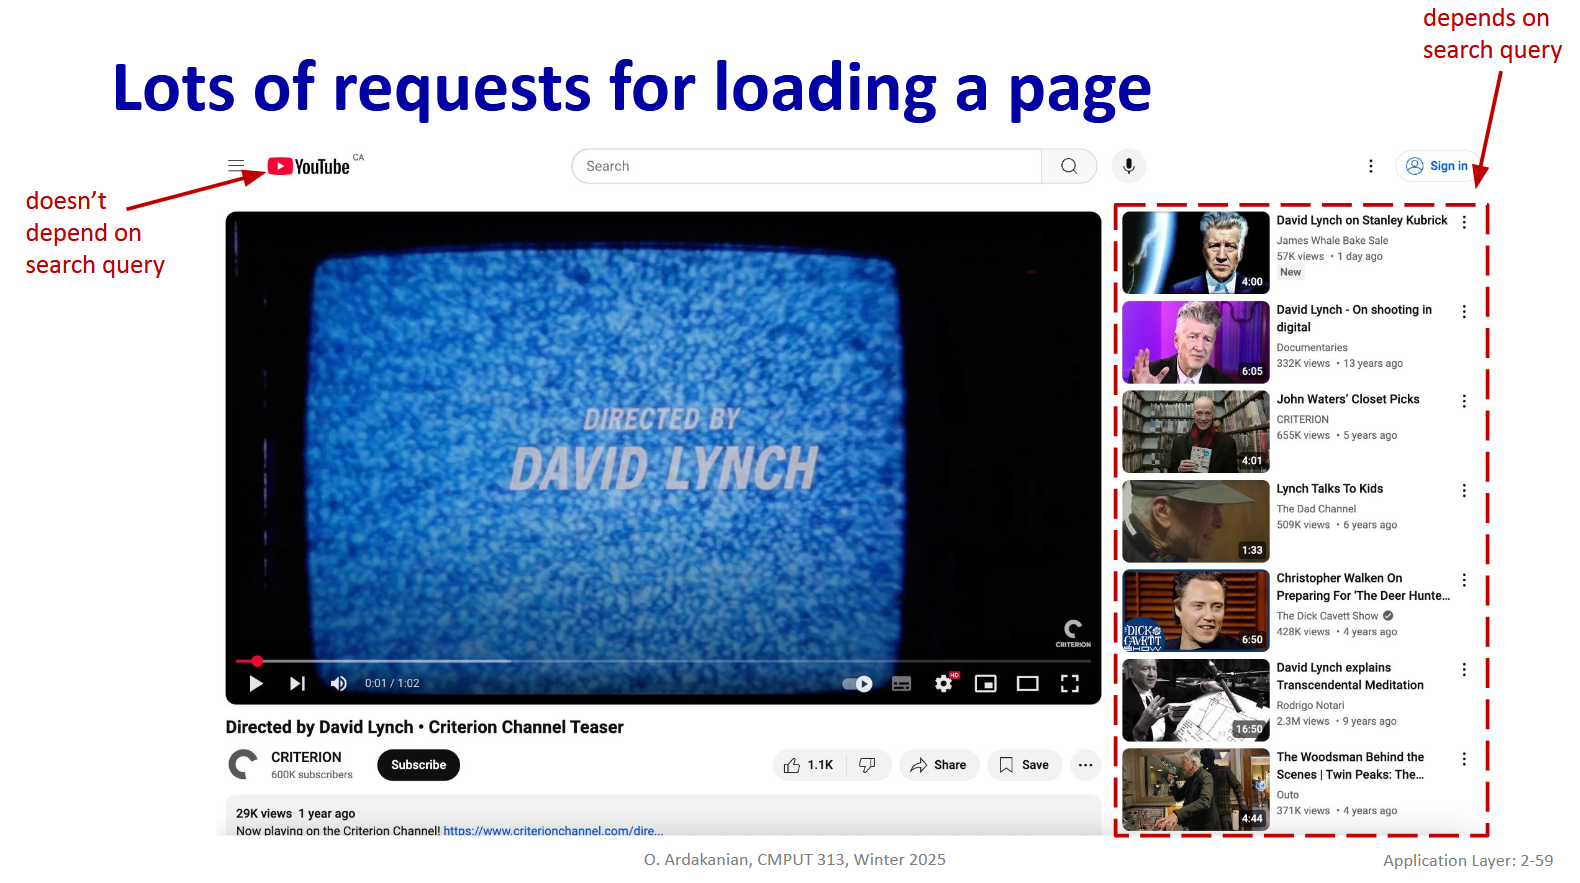 depends on
search query
Lots of requests for loading a page
YouTube CA
Search
Sign in
doesn't
depend on
search query
DIRECTED BY
DAVID LYNCH
CRITERION
0:01 / 1:02
HD
Directed by David Lynch • Criterion Channel Teaser
CRITERION
600K subscribers
Subscribe
1.1K
Share
Save
29K views 1 year ago
Now playing on the Criterion Channel! https://www.criterionchannel.com/dire...
4:00
David Lynch on Stanley Kubrick
James Whale Bake Sale
57K views • 1 day ago
New
6:05
David Lynch - On shooting in
digital
Documentaries
332K views • 13 years ago
4:01
John Waters' Closet Picks
CRITERION
655K views • 5 years ago
1:33
Lynch Talks To Kids
The Dad Channel
509K views • 6 years ago
DICK
CAVETT
SHOW
6:50
Christopher Walken On
Preparing For 'The Deer Hunte...
The Dick Cavett Show
428K views • 4 years ago
16:50
David Lynch explains
Transcendental Meditation
Rodrigo Notari
2.3M views • 9 years ago
4:44
The Woodsman Behind the
Scenes | Twin Peaks: The...
Outo
371K views • 4 years ago
O. Ardakanian, CMPUT 313, Winter 2025
Application Layer: 2-59